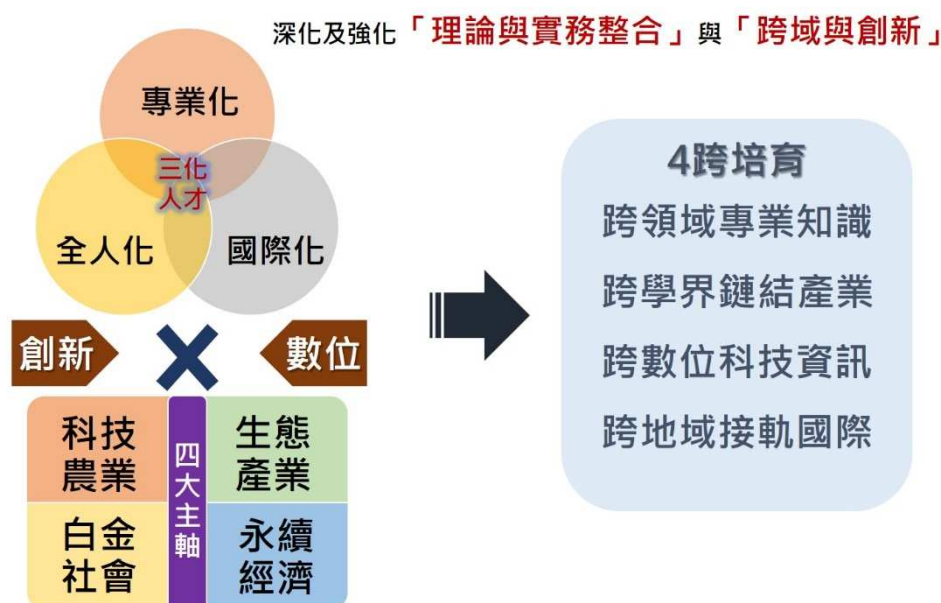 深化及強化「理論與實務整合」與「跨域與創新」
專業化
三化
人才
全人化
國際化
創新
數位
科技
農業
生態
產業
四大主軸
白金
社會
永續
經濟
4跨培育
跨領域專業知識
跨學界鏈結產業
跨數位科技資訊
跨地域接軌國際